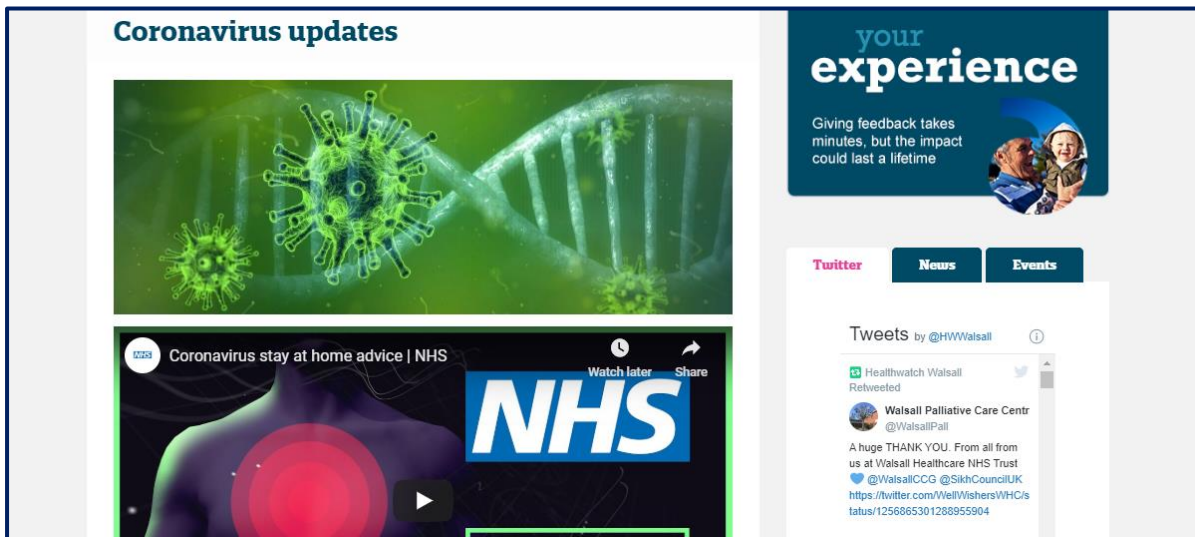 Coronavirus updates
NHS
Coronavirus stay at home advice | NHS
Watch later
Share
NHS
your
experience
Giving feedback takes
minutes, but the impact
could last a lifetime
Twitter
News
Events
Tweets by @HWWalsall
Healthwatch Walsall
Retweeted
Walsall Palliative Care Centr
@WalsallPall
A huge THANK YOU. From all from
us at Walsall Healthcare NHS Trust
💙 @WalsallCCG @SikhCouncilUK
https://twitter.com/WellWishersWHC/s
tatus/1256865301288955904